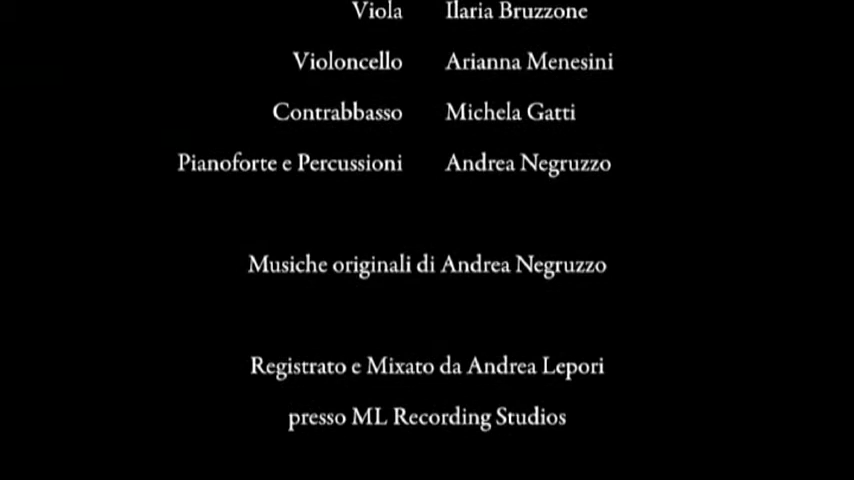 Viola Ilaria Bruzzone
Violoncello Arianna Menesini
Contrabbasso Michela Gatti
Pianoforte e Percussioni Andrea Negruzzo
Musiche originali di Andrea Negruzzo
Registrato e Mixato da Andrea Lepori
presso ML Recording Studios